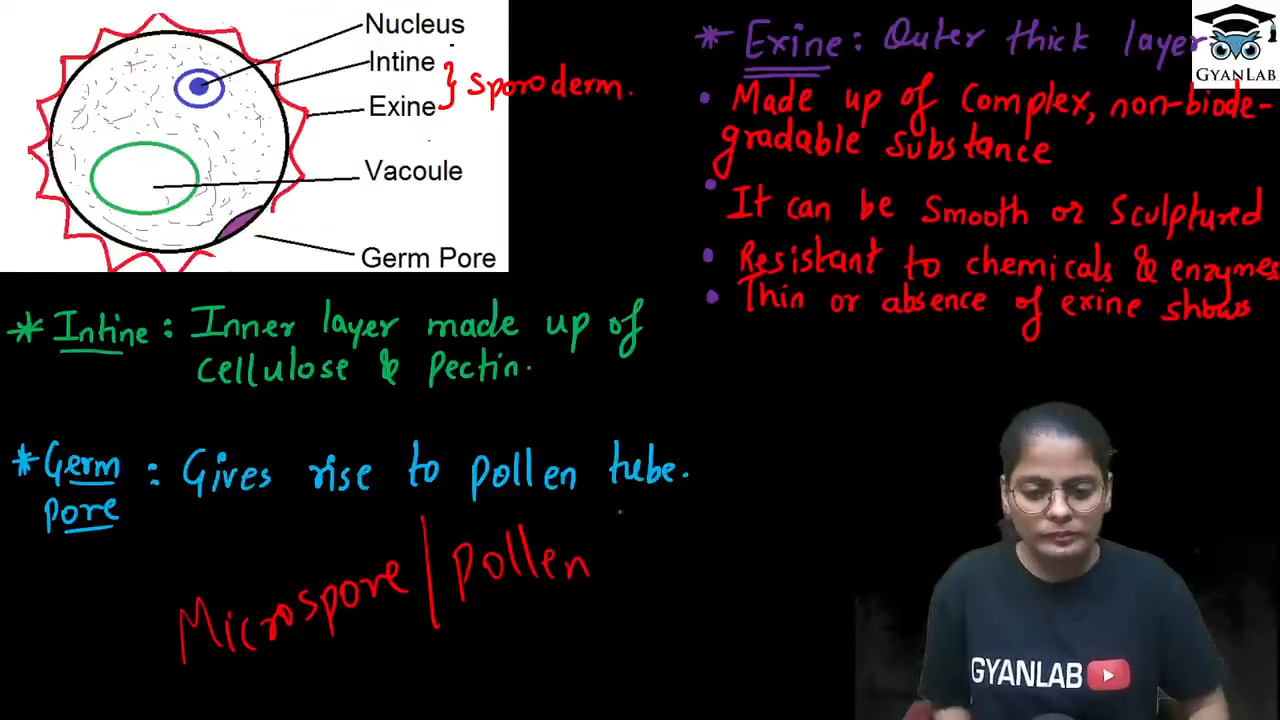 Nucleus
Intine
} Sporoderm.
Exine
Vacoule
Germ Pore
* Intine : Inner layer made up of
cellulose & Pectin.
* Germ : Gives rise to pollen tube.
pore
Microspore / Pollen
* Exine : Outer thick layer.
• Made up of Complex, non-biode-
gradable substance
• It can be smooth or sculptured
• Resistant to chemicals & enzymes
• Thin or absence of exine shows
GYANLAB
GYANLAB